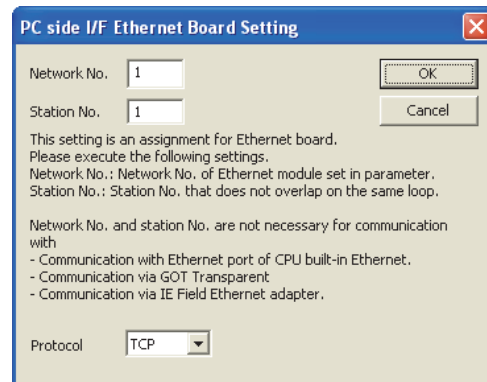 PC side I/F Ethernet Board Setting
Network No. 1 OK
Station No. 1 Cancel
This setting is an assignment for Ethernet board.
Please execute the following settings.
Network No.: Network No. of Ethernet module set in parameter.
Station No.: Station No. that does not overlap on the same loop.
Network No. and station No. are not necessary for communication
with
- Communication with Ethernet port of CPU built-in Ethernet.
- Communication via GOT Transparent
- Communication via IE Field Ethernet adapter.
Protocol TCP